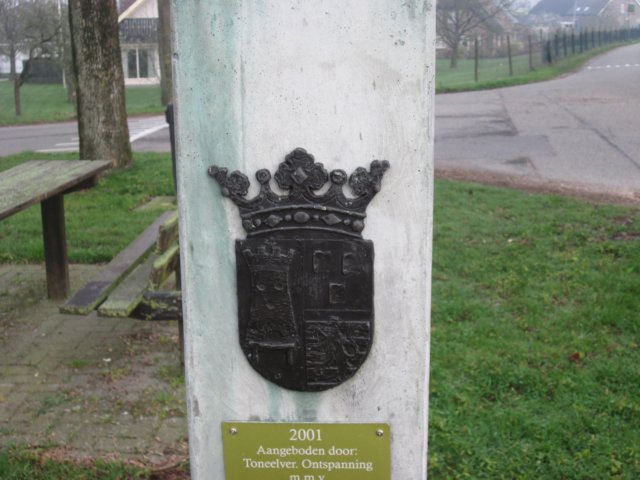 2001
Aangeboden door:
Toneelver. Ontspanning
m.m.v.